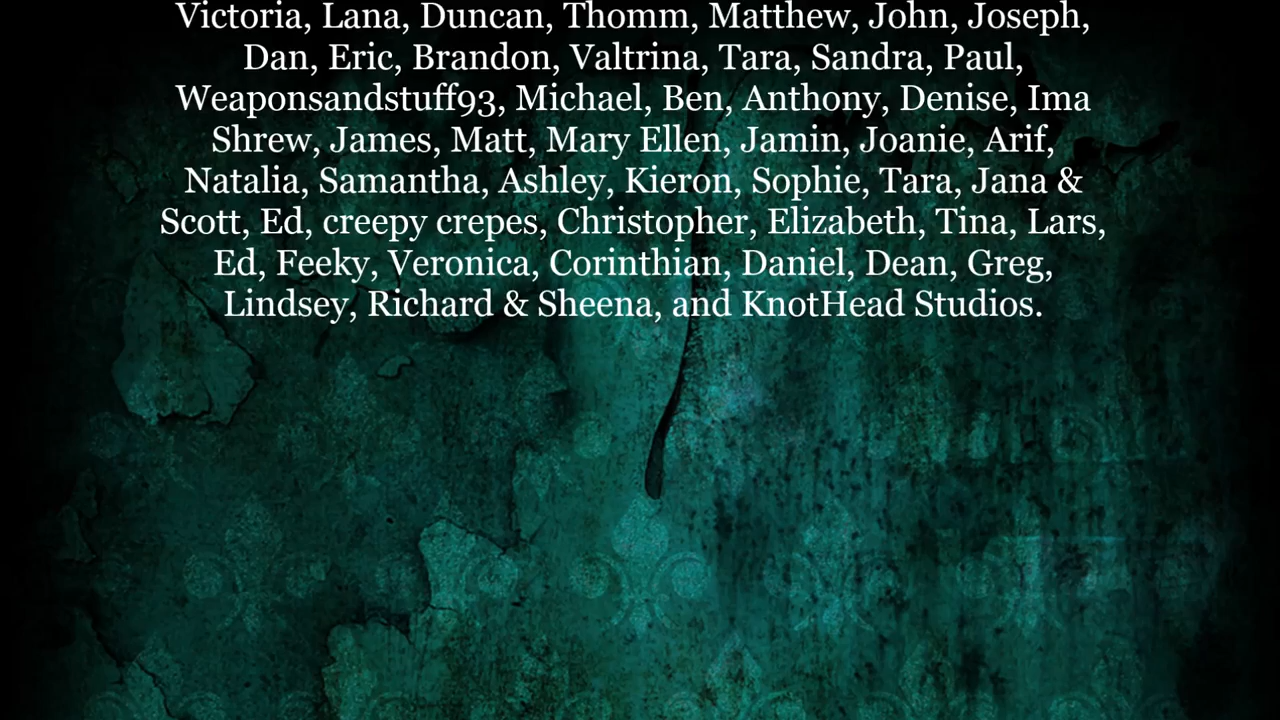 Victoria, Lana, Duncan, Thomm, Matthew, John, Joseph,
Dan, Eric, Brandon, Valtrina, Tara, Sandra, Paul,
Weaponsandstuff93, Michael, Ben, Anthony, Denise, Ima
Shrew, James, Matt, Mary Ellen, Jamin, Joanie, Arif,
Natalia, Samantha, Ashley, Kieron, Sophie, Tara, Jana &
Scott, Ed, creepy crepes, Christopher, Elizabeth, Tina, Lars,
Ed, Feeky, Veronica, Corinthian, Daniel, Dean, Greg,
Lindsey, Richard & Sheena, and KnotHead Studios.